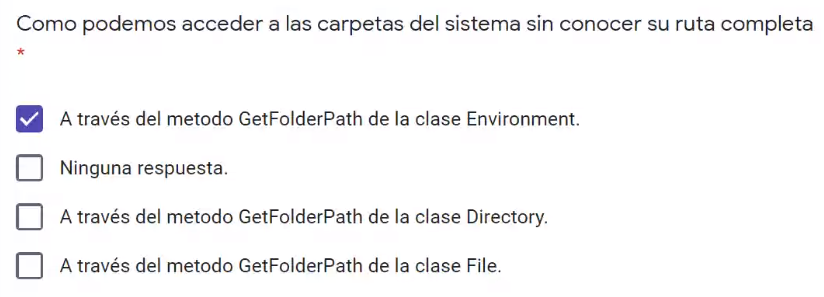 Como podemos acceder a las carpetas del sistema sin conocer su ruta completa
*
A través del metodo GetFolderPath de la clase Environment.
Ninguna respuesta.
A través del metodo GetFolderPath de la clase Directory.
A través del metodo GetFolderPath de la clase File.